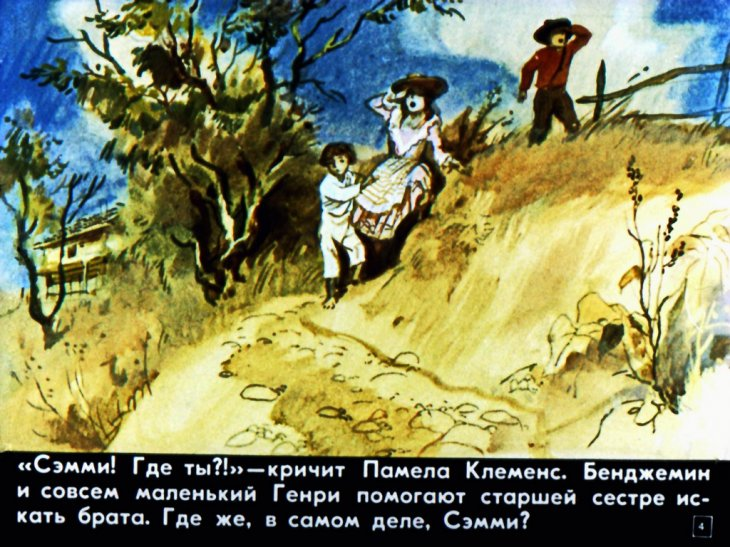 «Сэмми! Где ты?!»—кричит Памела Клеменс. Бенджемин
и совсем маленький Генри помогают старшей сестре ис-
кать брата. Где же, в самом деле, Сэмми?
4